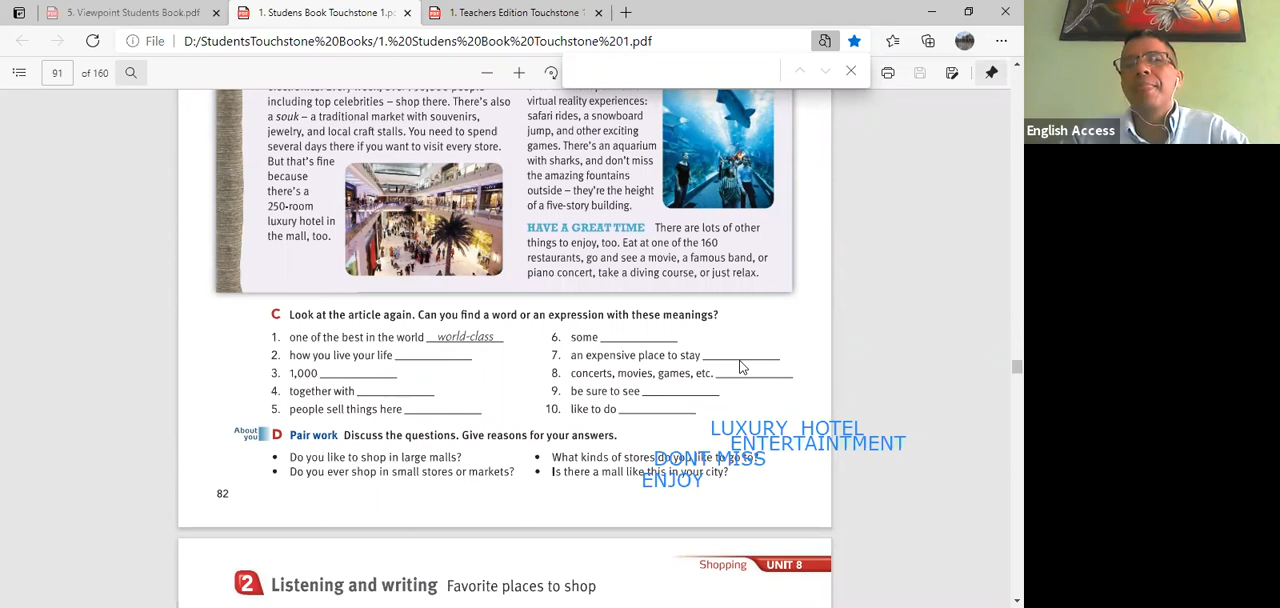 5. Viewpoint Students Book.pdf
1. Studens Book Touchstone 1.p
1. Teachers Edition Touchstone
File D:/StudentsTouchstone%20Books/1.%20Studens%20Book%20Touchstone%201.pdf
91 of 160
English Access
including top celebrities – shop there. There's also
a souk – a traditional market with souvenirs,
jewelry, and local craft stalls. You need to spend
several days there if you want to visit every store.
But that's fine
because
there's a
250-room
luxury hotel in
the mall, too.
virtual reality experiences:
safari rides, a snowboard
jump, and other exciting
games. There's an aquarium
with sharks, and don't miss
the amazing fountains
outside – they're the height
of a five-story building.
HAVE A GREAT TIME There are lots of other
things to enjoy, too. Eat at one of the 160
restaurants, go and see a movie, a famous band, or
piano concert, take a diving course, or just relax.
C Look at the article again. Can you find a word or an expression with these meanings?
1. one of the best in the world world-class
2. how you live your life
3. 1,000
4. together with
5. people sell things here
6. some
7. an expensive place to stay
8. concerts, movies, games, etc.
9. be sure to see
10. like to do
LUXURY HOTEL
ENTERTAINTMENT
DONT MISS
ENJOY
About you D Pair work Discuss the questions. Give reasons for your answers.
• Do you like to shop in large malls?
• Do you ever shop in small stores or markets?
• What kinds of stores do you like to go to?
• Is there a mall like this in your city?
82
Shopping UNIT 8
2 Listening and writing Favorite places to shop